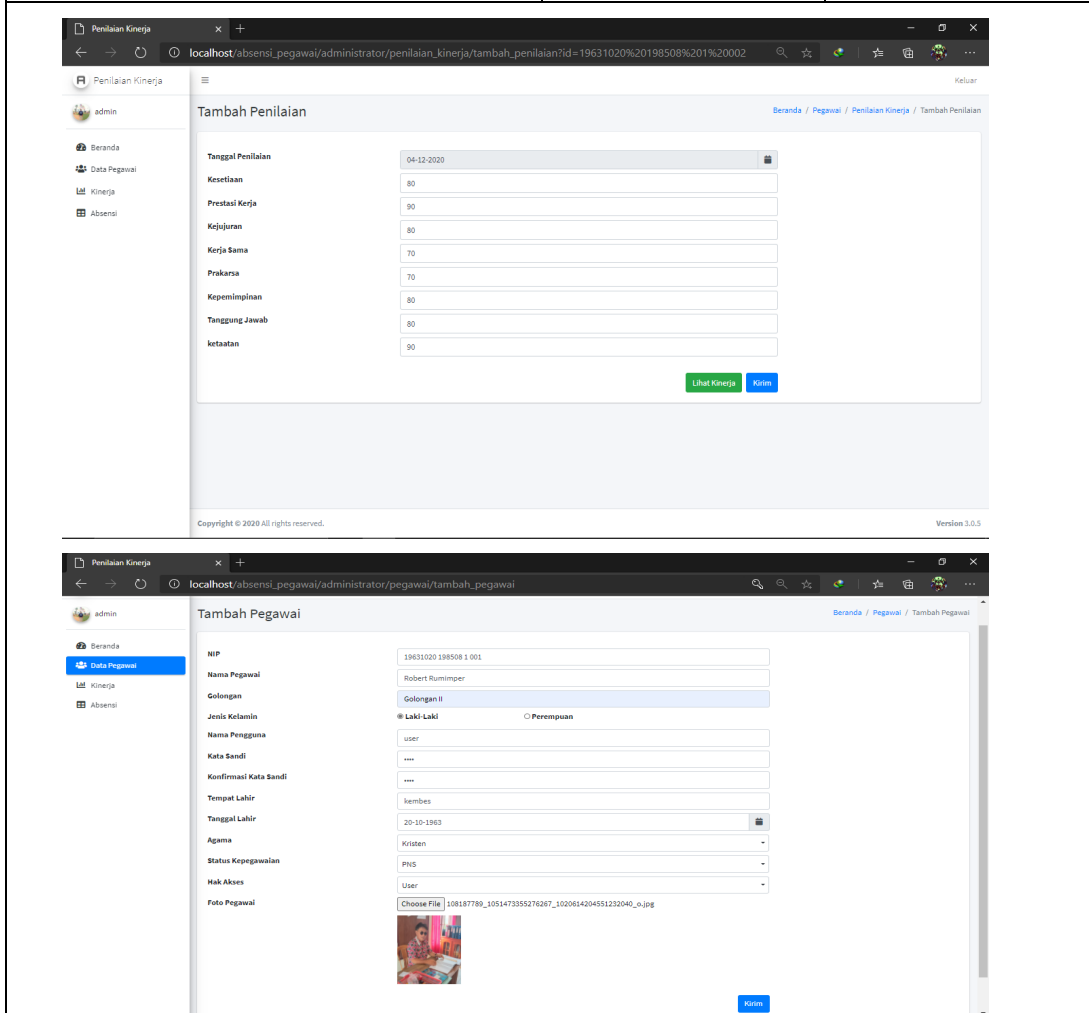 Penilaian Kinerja
localhost/absensi_pegawai/administrator/penilaian_kinerja/tambah_penilaian?id=19631020%20198508%201%20002
Penilaian Kinerja
Keluar
admin
Tambah Penilaian
Beranda / Pegawai / Penilaian Kinerja / Tambah Penilaian
Beranda
Data Pegawai
Kinerja
Absensi
Tanggal Penilaian 04-12-2020
Kesetiaan 80
Prestasi Kerja 90
Kejujuran 80
Kerja Sama 70
Prakarsa 70
Kepemimpinan 80
Tanggung Jawab 80
ketaatan 90
Lihat Kinerja Kirim
Copyright © 2020 All rights reserved. Version 3.0.5
Penilaian Kinerja
localhost/absensi_pegawai/administrator/pegawai/tambah_pegawai
admin
Tambah Pegawai
Beranda / Pegawai / Tambah Pegawai
Beranda
Data Pegawai
Kinerja
Absensi
NIP 19631020 198508 1 001
Nama Pegawai Robert Rumimper
Golongan Golongan II
Jenis Kelamin Laki-Laki Perempuan
Nama Pengguna user
Kata Sandi ••••
Konfirmasi Kata Sandi ••••
Tempat Lahir kembes
Tanggal Lahir 20-10-1963
Agama Kristen
Status Kepegawaian PNS
Hak Akses User
Foto Pegawai Choose File 108187789_1051473355276267_1020614204551232040_o.jpg
Kirim